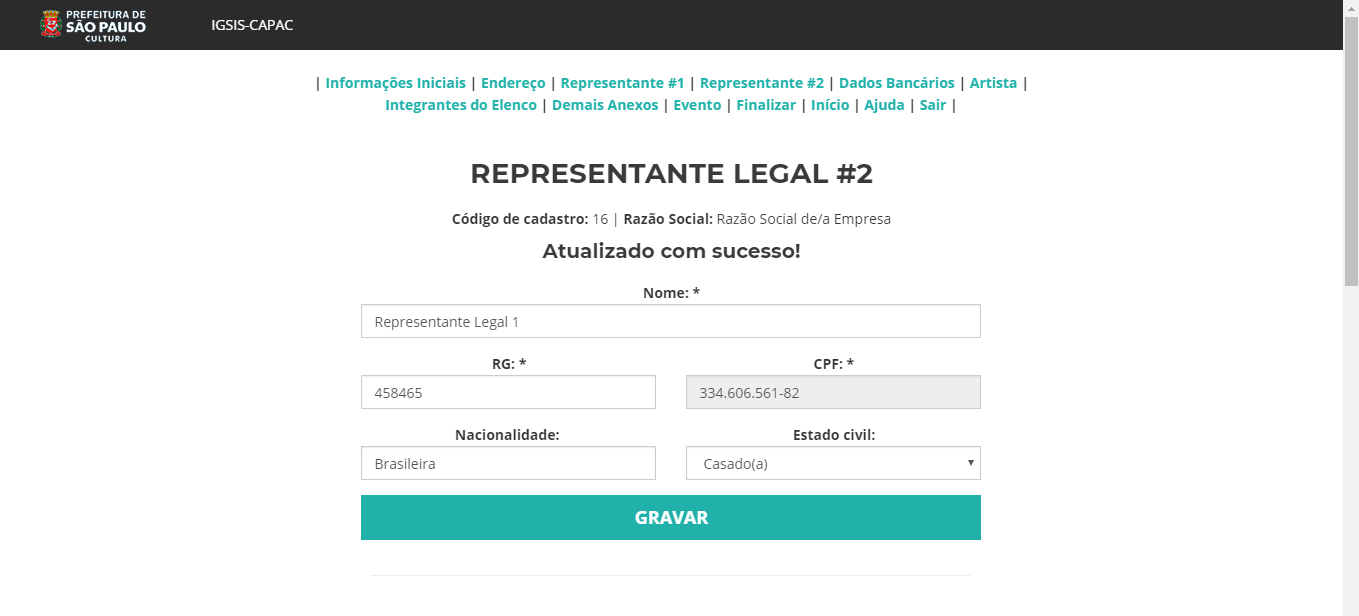 PREFEITURA DE
SÃO PAULO
CULTURA
IGSIS-CAPAC
| Informações Iniciais | Endereço | Representante #1 | Representante #2 | Dados Bancários | Artista |
Integrantes do Elenco | Demais Anexos | Evento | Finalizar | Início | Ajuda | Sair |
REPRESENTANTE LEGAL #2
Código de cadastro: 16 | Razão Social: Razão Social de/a Empresa
Atualizado com sucesso!
Nome: *
Representante Legal 1
RG: * CPF: *
458465 334.606.561-82
Nacionalidade: Estado civil:
Brasileira Casado(a)
GRAVAR